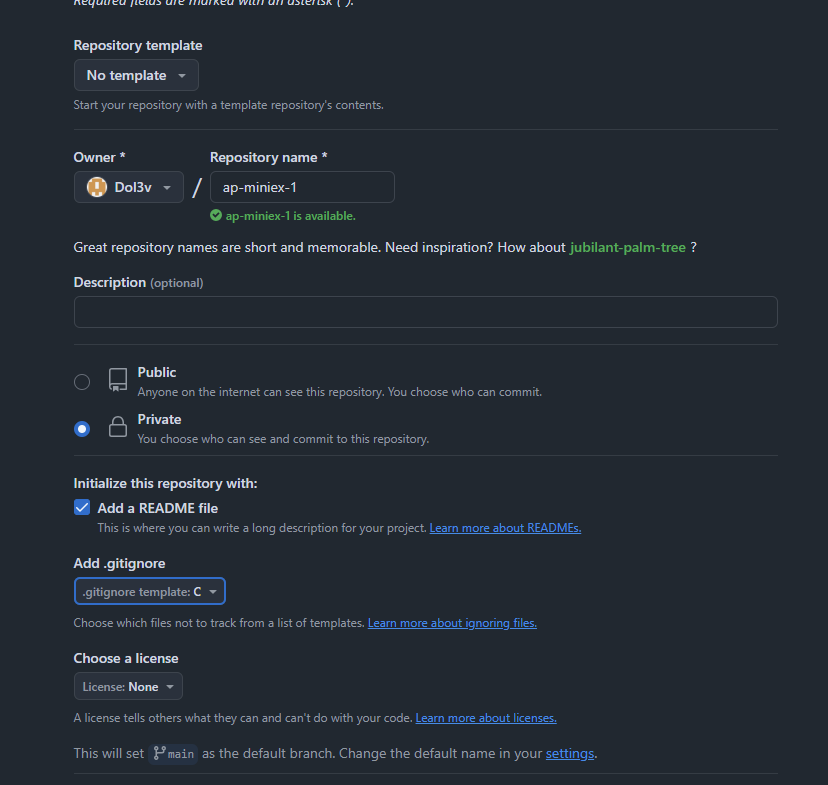 Required fields are marked with an asterisk (*).
Repository template
No template
Start your repository with a template repository's contents.
Owner *
Repository name *
Dol3v
/
ap-miniex-1
ap-miniex-1 is available.
Great repository names are short and memorable. Need inspiration? How about jubilant-palm-tree ?
Description (optional)
Public
Anyone on the internet can see this repository. You choose who can commit.
Private
You choose who can see and commit to this repository.
Initialize this repository with:
Add a README file
This is where you can write a long description for your project. Learn more about READMEs.
Add .gitignore
.gitignore template: C
Choose which files not to track from a list of templates. Learn more about ignoring files.
Choose a license
License: None
A license tells others what they can and can't do with your code. Learn more about licenses.
This will set main as the default branch. Change the default name in your settings.